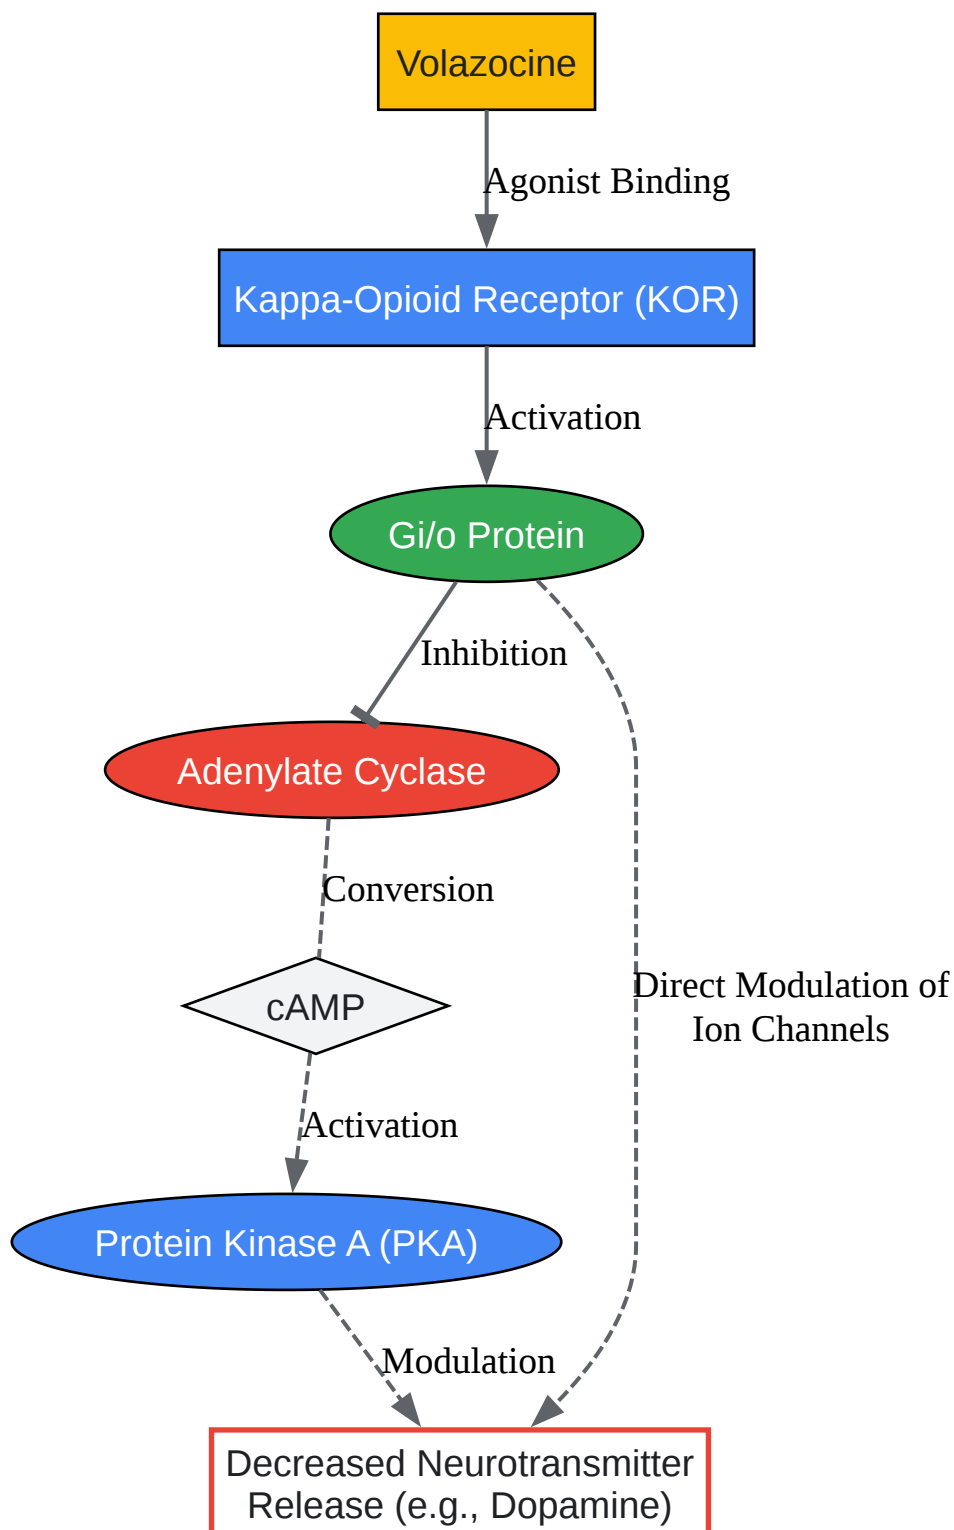 Volazocine
Agonist Binding
Kappa-Opioid Receptor (KOR)
Activation
Gi/o Protein
Inhibition
Adenylate Cyclase
Conversion
cAMP
Direct Modulation of
Ion Channels
Activation
Protein Kinase A (PKA)
Modulation
Decreased Neurotransmitter
Release (e.g., Dopamine)